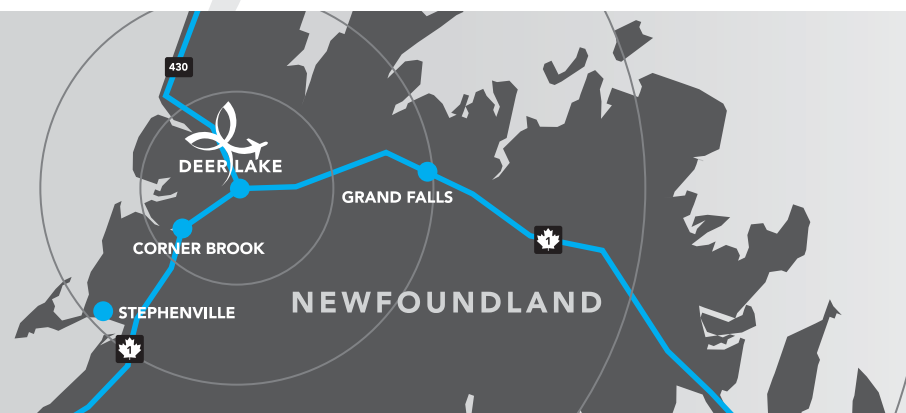 430
DEER LAKE
GRAND FALLS
1
CORNER BROOK
NEWFOUNDLAND
STEPHENVILLE
1